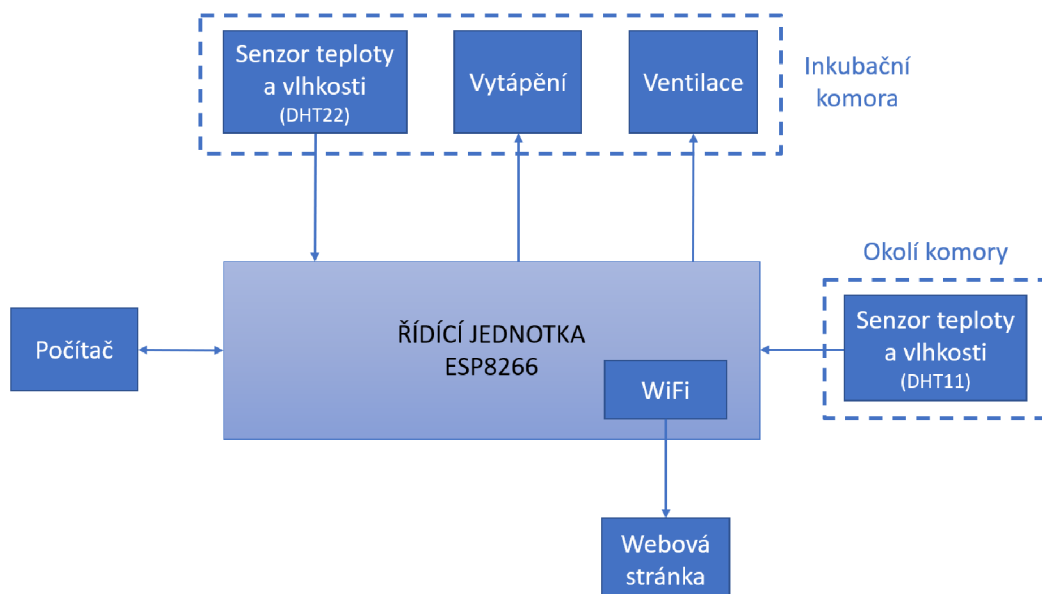 Senzor teploty
a vlhkosti
(DHT22)
Vytápění
Ventilace
Inkubační
komora
Okolí komory
Senzor teploty
a vlhkosti
(DHT11)
Počítač
ŘÍDÍCÍ JEDNOTKA
ESP8266
WiFi
Webová
stránka